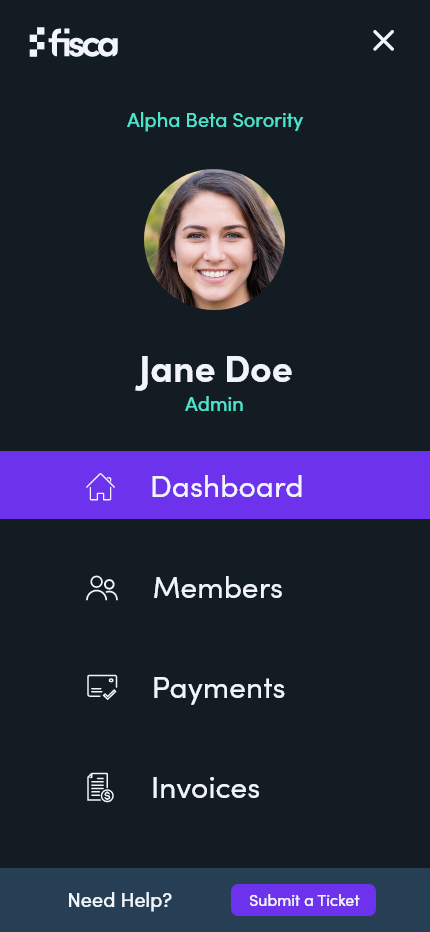 fisca
Alpha Beta Sorority
Jane Doe
Admin
Dashboard
Members
Payments
Invoices
Need Help?
Submit a Ticket